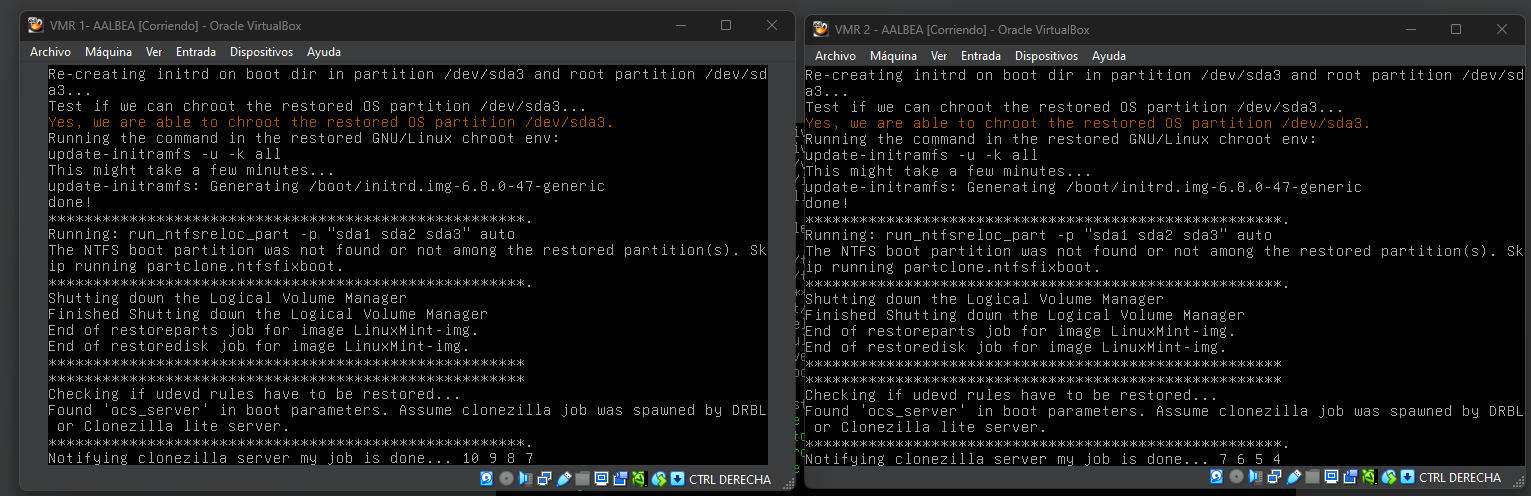 VMR 1- AALBEA [Corriendo] - Oracle VirtualBox
Archivo Máquina Ver Entrada Dispositivos Ayuda
Re-creating initrd on boot dir in partition /dev/sda3 and root partition /dev/sd
a3...
Test if we can chroot the restored OS partition /dev/sda3...
Yes, we are able to chroot the restored OS partition /dev/sda3.
Running the command in the restored GNU/Linux chroot env:
update-initramfs -u -k all
This might take a few minutes...
update-initramfs: Generating /boot/initrd.img-6.8.0-47-generic
done!
*****************************************************.
Running: run_ntfsreloc_part -p "sda1 sda2 sda3" auto
The NTFS boot partition was not found or not among the restored partition(s). Sk
ip running partclone.ntfsfixboot.
*****************************************************.
Shutting down the Logical Volume Manager
Finished Shutting down the Logical Volume Manager
End of restoreparts job for image LinuxMint-img.
End of restoredisk job for image LinuxMint-img.
*****************************************************
*****************************************************
Checking if udevd rules have to be restored...
Found 'ocs_server' in boot parameters. Assume clonezilla job was spawned by DRBL
or Clonezilla lite server.
*****************************************************.
Notifying clonezilla server my job is done... 10 9 8 7
CTRL DERECHA
VMR 2 - AALBEA [Corriendo] - Oracle VirtualBox
Archivo Máquina Ver Entrada Dispositivos Ayuda
Re-creating initrd on boot dir in partition /dev/sda3 and root partition /dev/sd
a3...
Test if we can chroot the restored OS partition /dev/sda3...
Yes, we are able to chroot the restored OS partition /dev/sda3.
Running the command in the restored GNU/Linux chroot env:
update-initramfs -u -k all
This might take a few minutes...
update-initramfs: Generating /boot/initrd.img-6.8.0-47-generic
done!
*****************************************************.
Running: run_ntfsreloc_part -p "sda1 sda2 sda3" auto
The NTFS boot partition was not found or not among the restored partition(s). Sk
ip running partclone.ntfsfixboot.
*****************************************************.
Shutting down the Logical Volume Manager
Finished Shutting down the Logical Volume Manager
End of restoreparts job for image LinuxMint-img.
End of restoredisk job for image LinuxMint-img.
*****************************************************
*****************************************************
Checking if udevd rules have to be restored...
Found 'ocs_server' in boot parameters. Assume clonezilla job was spawned by DRBL
or Clonezilla lite server.
*****************************************************.
Notifying clonezilla server my job is done... 7 6 5 4
CTRL DERECHA